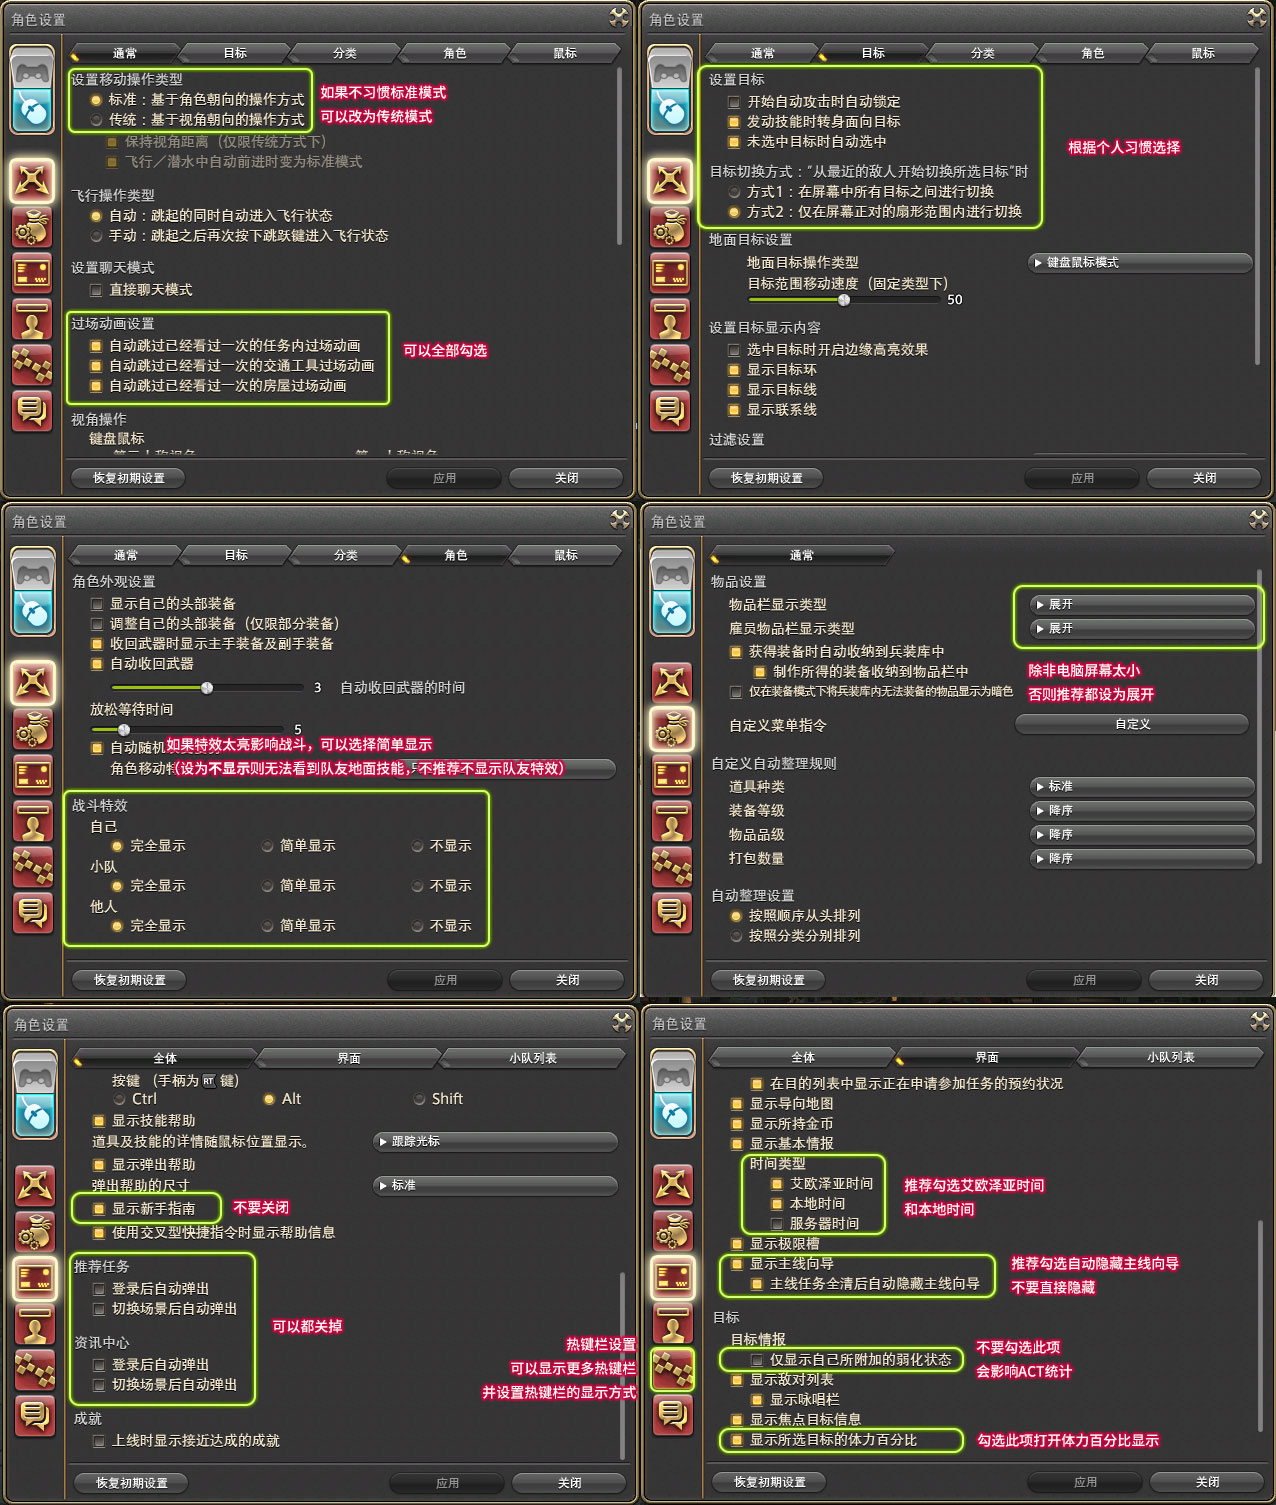 角色设置
通常 目标 分类 角色 鼠标
设置移动操作类型
标准：基于角色朝向的操作方式
如果不习惯标准模式
传统：基于视角朝向的操作方式
可以改为传统模式
保持视角距离（仅限传统方式下）
飞行／潜水中自动前进时变为标准模式
飞行操作类型
自动：跳起的同时自动进入飞行状态
手动：跳起之后再次按下跳跃键进入飞行状态
设置聊天模式
直接聊天模式
过场动画设置
自动跳过已经看过一次的任务内过场动画
可以全部勾选
自动跳过已经看过一次的交通工具过场动画
自动跳过已经看过一次的房屋过场动画
视角操作
键盘鼠标
恢复初期设置 应用 关闭
角色设置
通常 目标 分类 角色 鼠标
设置目标
开始自动攻击时自动锁定
发动技能时转身面向目标
未选中目标时自动选中
根据个人习惯选择
目标切换方式：“从最近的敌人开始切换所选目标”时
方式1：在屏幕中所有目标之间进行切换
方式2：仅在屏幕正对的扇形范围内进行切换
地面目标设置
地面目标操作类型 键盘鼠标模式
目标范围移动速度（固定类型下）
50
设置目标显示内容
选中目标时开启边缘高亮效果
显示目标环
显示目标线
显示联系线
过滤设置
恢复初期设置 应用 关闭
角色设置
通常 目标 分类 角色 鼠标
角色外观设置
显示自己的头部装备
调整自己的头部装备（仅限部分装备）
收回武器时显示主手装备及副手装备
自动收回武器
3 自动收回武器的时间
放松等待时间
5
自动随机
如果特效太亮影响战斗，可以选择简单显示
角色移动
（设为不显示则无法看到队友地面技能，不推荐不显示队友特效）
战斗特效
自己
完全显示 简单显示 不显示
小队
完全显示 简单显示 不显示
他人
完全显示 简单显示 不显示
恢复初期设置 应用 关闭
角色设置
通常
物品设置
物品栏显示类型 展开
雇员物品栏显示类型 展开
获得装备时自动收纳到兵装库中
制作所得的装备收纳到物品栏中
除非电脑屏幕太小
仅在装备模式下将兵装库内无法装备的物品显示为暗色
否则推荐都设为展开
自定义菜单指令 自定义
自定义自动整理规则
道具种类 标准
装备等级 降序
物品品级 降序
打包数量 降序
自动整理设置
按照顺序从头排列
按照分类分别排列
恢复初期设置 应用 关闭
角色设置
全体 界面 小队列表
按键 （手柄为RT键）
Ctrl Alt Shift
显示技能帮助
道具及技能的详情随鼠标位置显示。 跟踪光标
显示弹出帮助
弹出帮助的尺寸 标准
显示新手指南
不要关闭
使用交叉型快捷指令时显示帮助信息
推荐任务
登录后自动弹出
切换场景后自动弹出
可以都关掉
资讯中心
登录后自动弹出
切换场景后自动弹出
热键栏设置
可以显示更多热键栏
并设置热键栏的显示方式
成就
上线时显示接近达成的成就
恢复初期设置 应用 关闭
角色设置
全体 界面 小队列表
在目的列表中显示正在申请参加任务的预约状况
显示导向地图
显示所持金币
显示基本情报
时间类型
艾欧泽亚时间
本地时间
服务器时间
推荐勾选艾欧泽亚时间
和本地时间
显示极限槽
显示主线向导
主线任务全清后自动隐藏主线向导
推荐勾选自动隐藏主线向导
不要直接隐藏
目标
目标情报
仅显示自己所附加的弱化状态
不要勾选此项
会影响ACT统计
显示敌对列表
显示咏唱栏
显示焦点目标信息
显示所选目标的体力百分比
勾选此项打开体力百分比显示
恢复初期设置 应用 关闭